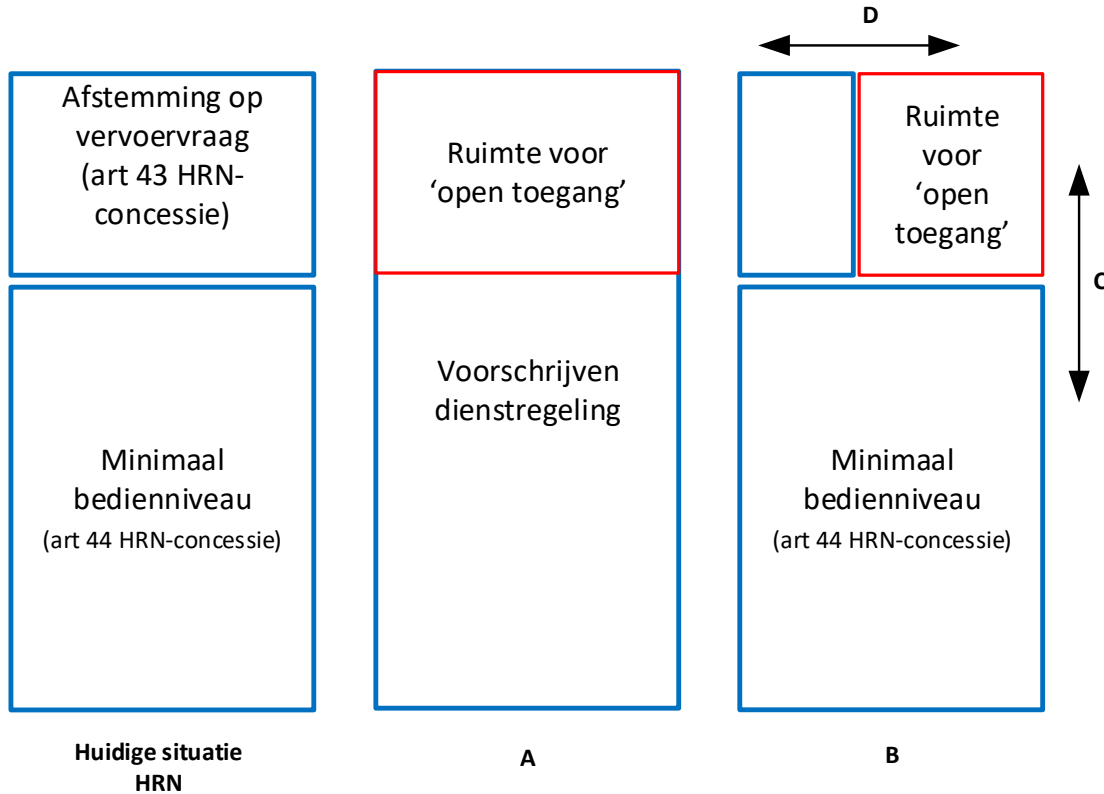 D
Afstemming op
vervoervraag
(art 43 HRN-
concessie)
Ruimte voor
‘open toegang’
Ruimte
voor
‘open
toegang’
C
Minimaal
bedienniveau
(art 44 HRN-concessie)
Voorschrijven
dienstregeling
Minimaal
bedienniveau
(art 44 HRN-concessie)
Huidige situatie
HRN
A
B